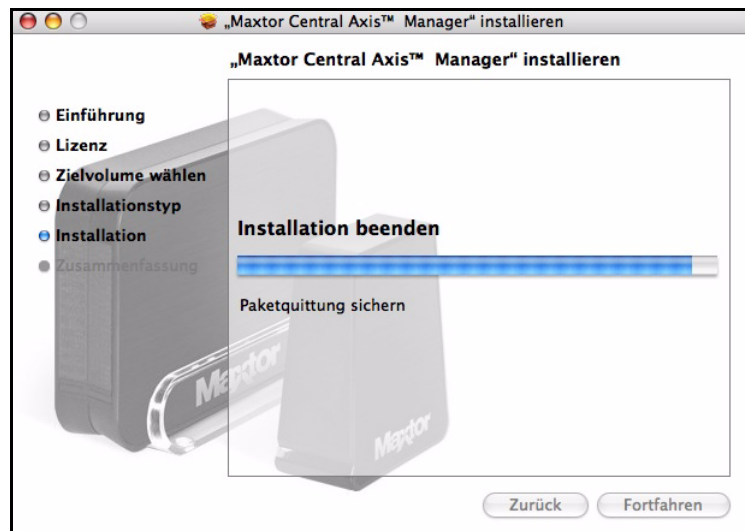 „Maxtor Central Axis™ Manager“ installieren
„Maxtor Central Axis™ Manager“ installieren
Einführung
Lizenz
Zielvolume wählen
Installationstyp
Installation
Zusammenfassung
Installation beenden
Paketquittung sichern
Maxtor
Maxtor
Zurück
Fortfahren